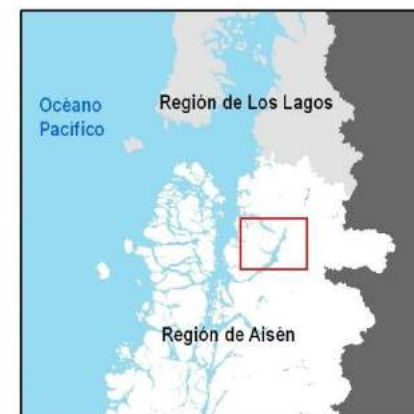 Océano
Pacífico
Región de Los Lagos
Región de Aisén